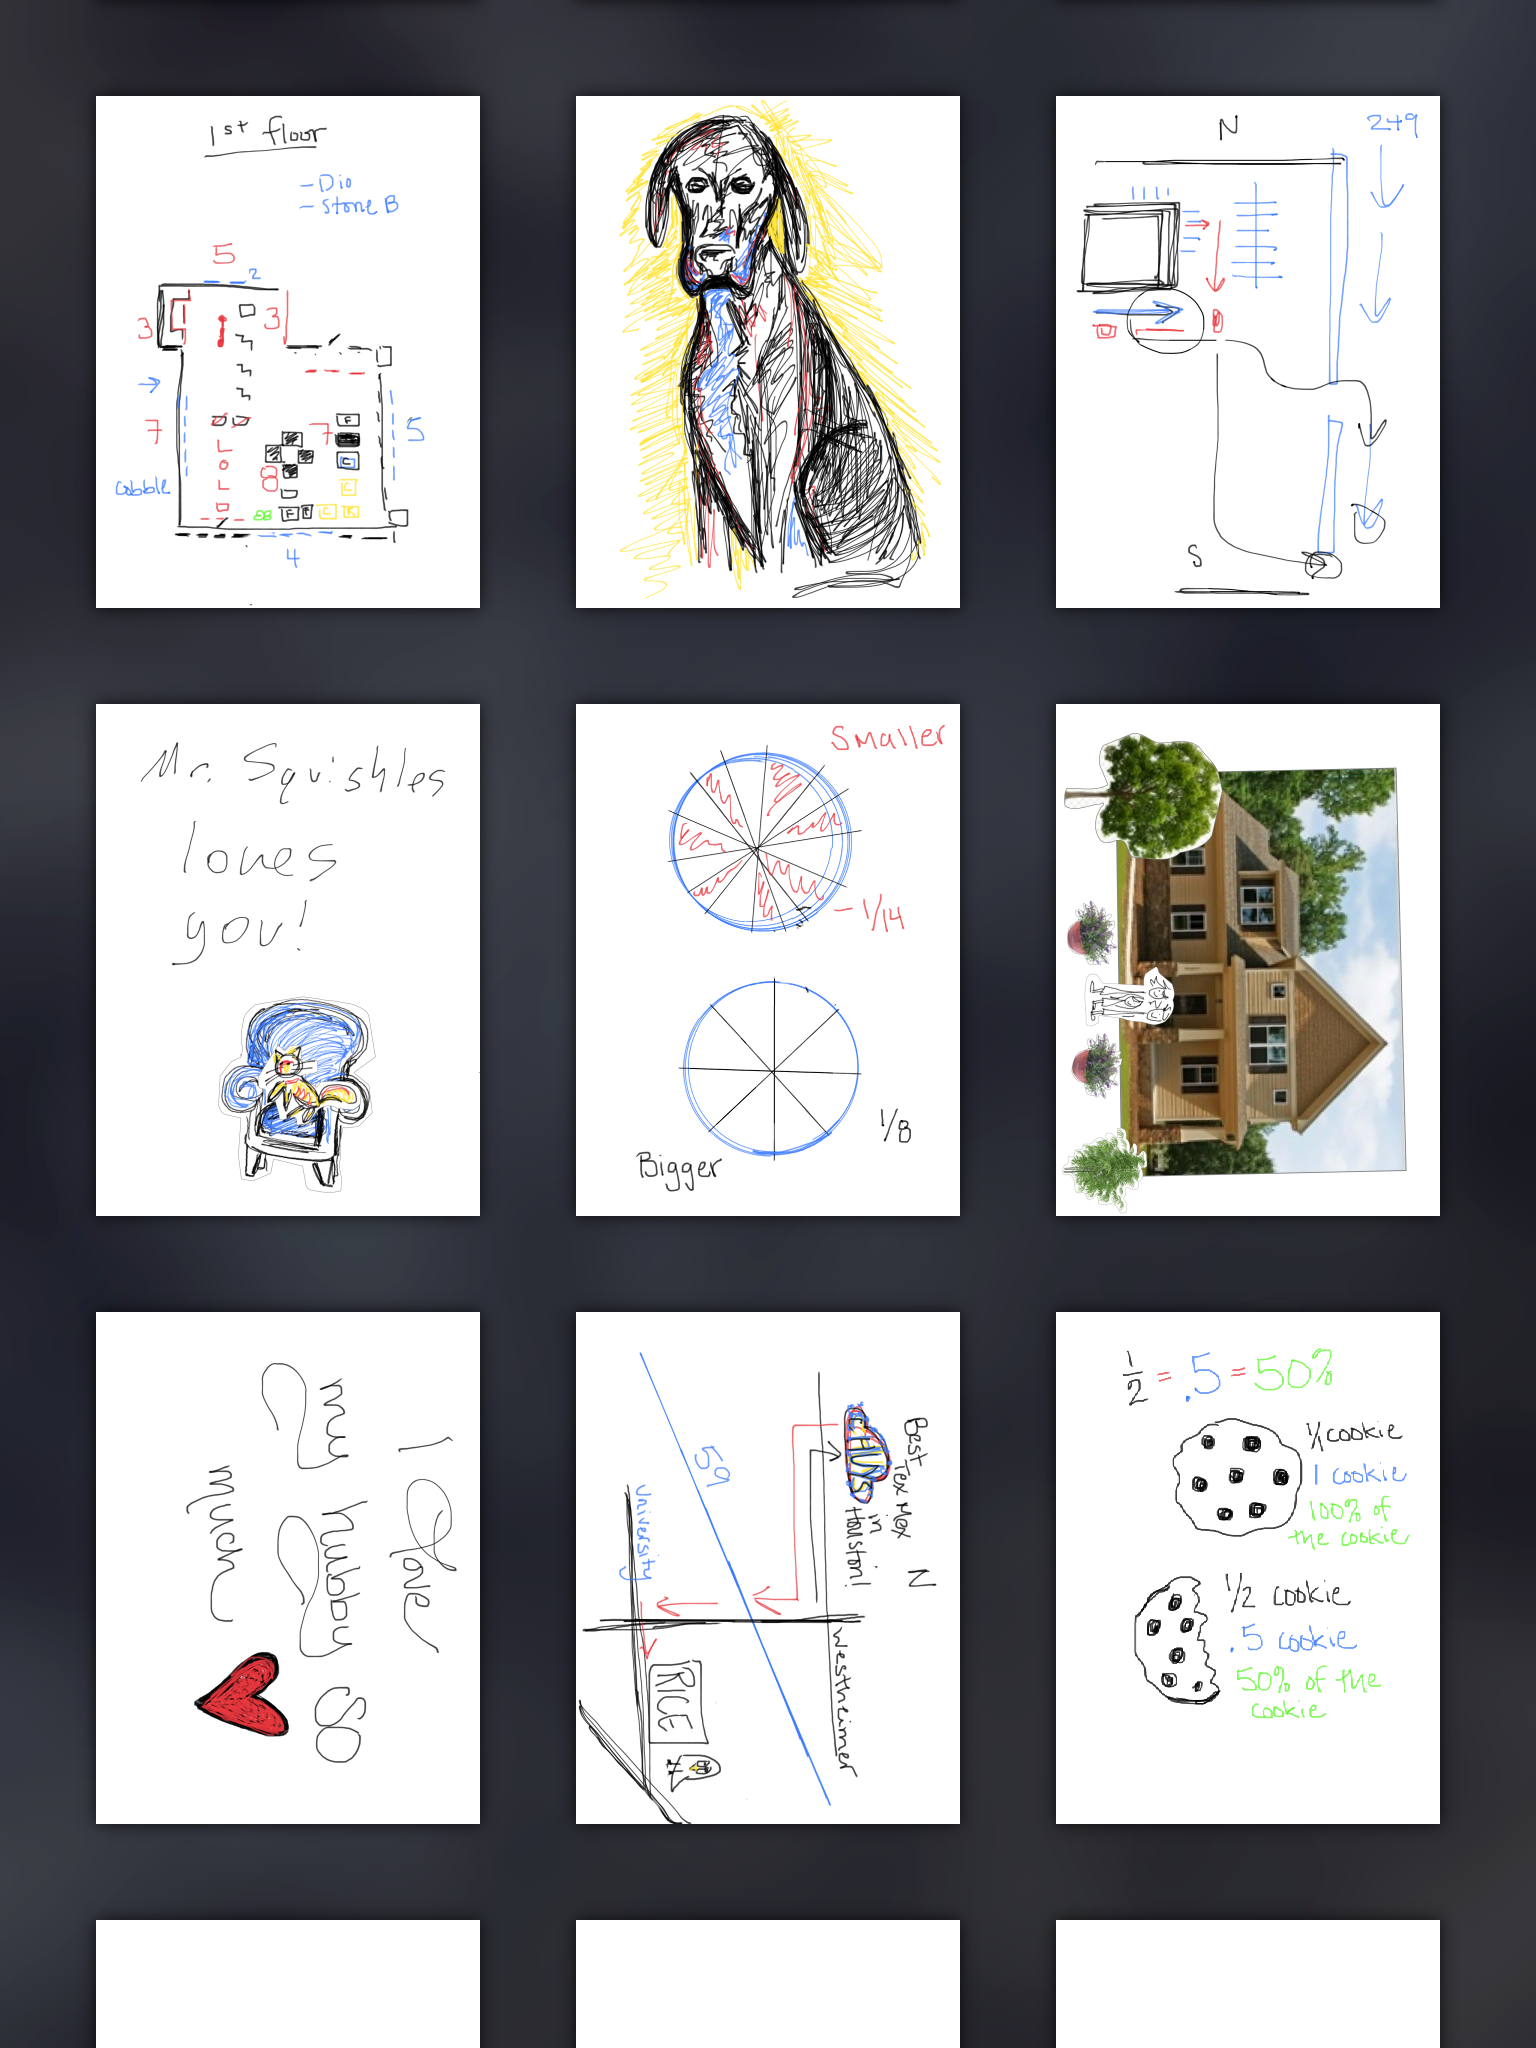 1st floor
- Dio
- Stone B
5
2
3
3
7
7
5
cobble
8
F
C
C
F
F
C
K
4
N
249
S
Mr. Squishles
loves
you!
Smaller
- 1/14
1/8
Bigger
1/2 = .5 = 50%
1/1 cookie
1 cookie
100% of
the cookie
1/2 cookie
.5 cookie
50% of the
cookie
I love
my hubby so
much
Best
Tex Mex
in
Houston!
CHUYS
N
Westheimer
59
University
RICE